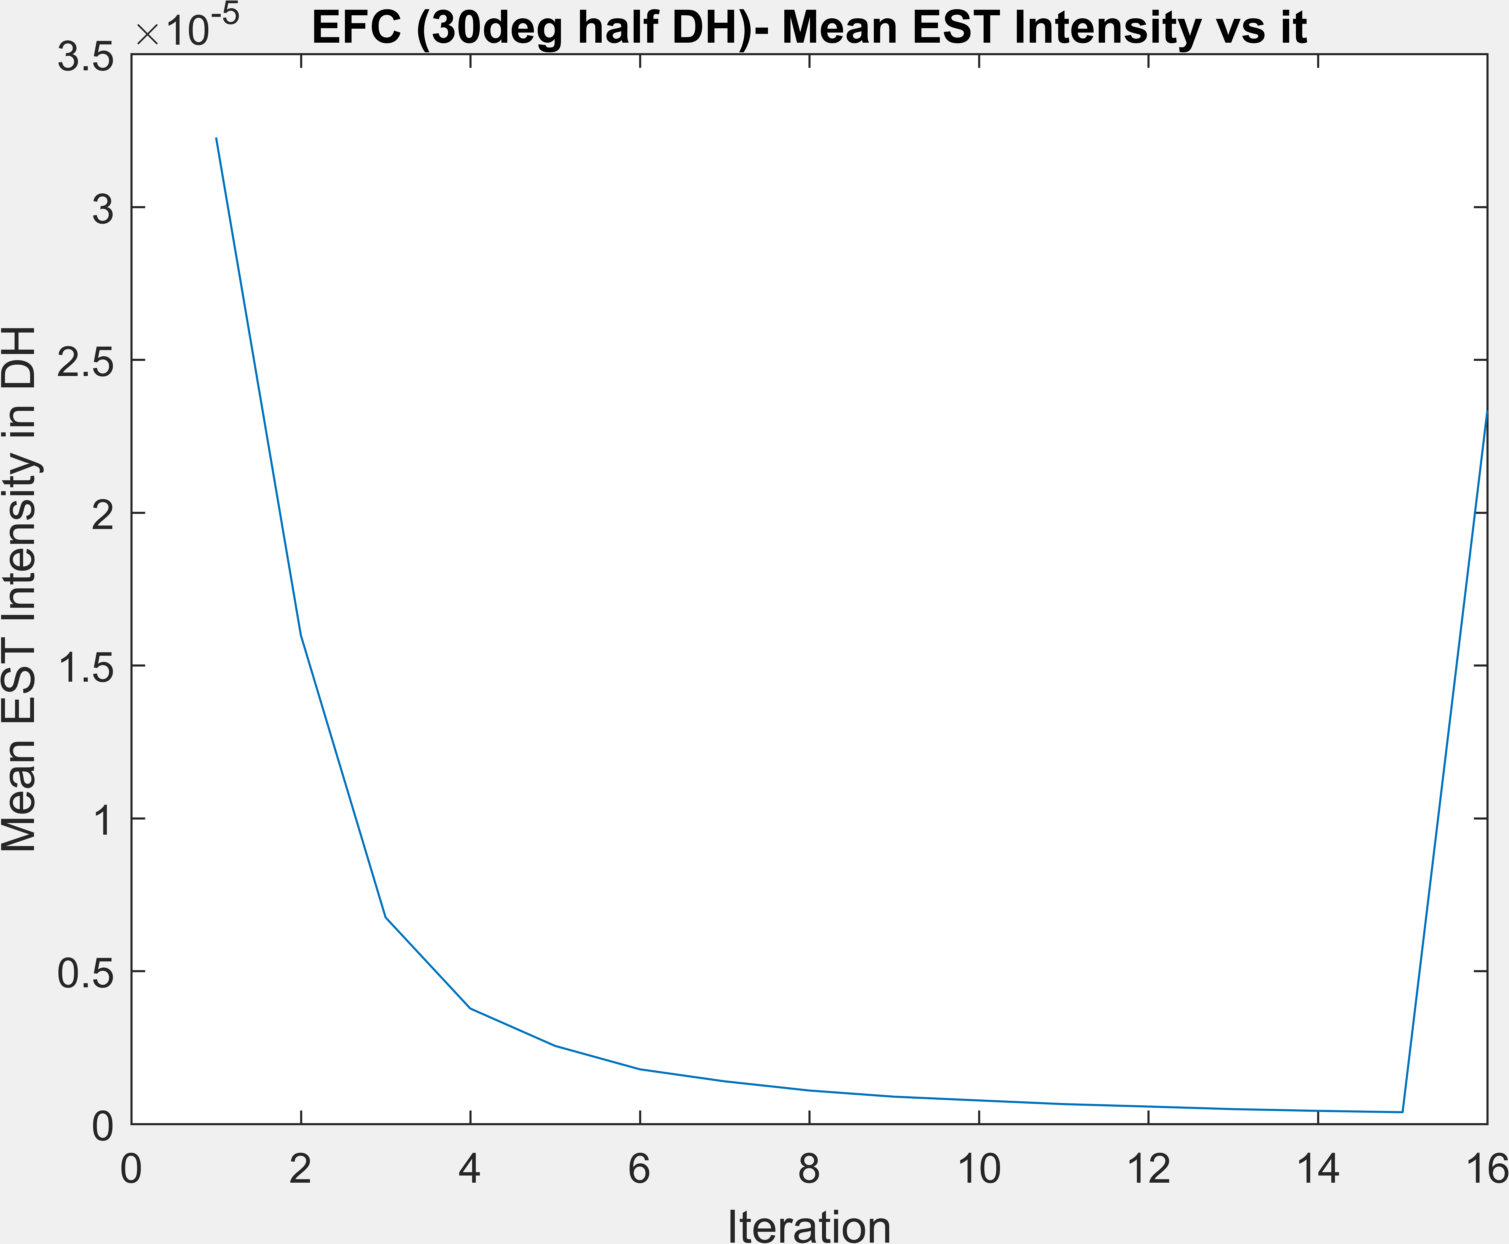 ×10-5
EFC (30deg half DH)- Mean EST Intensity vs it
3.5
3
2.5
2
1.5
1
0.5
0
Mean EST Intensity in DH
0 2 4 6 8 10 12 14 16
Iteration